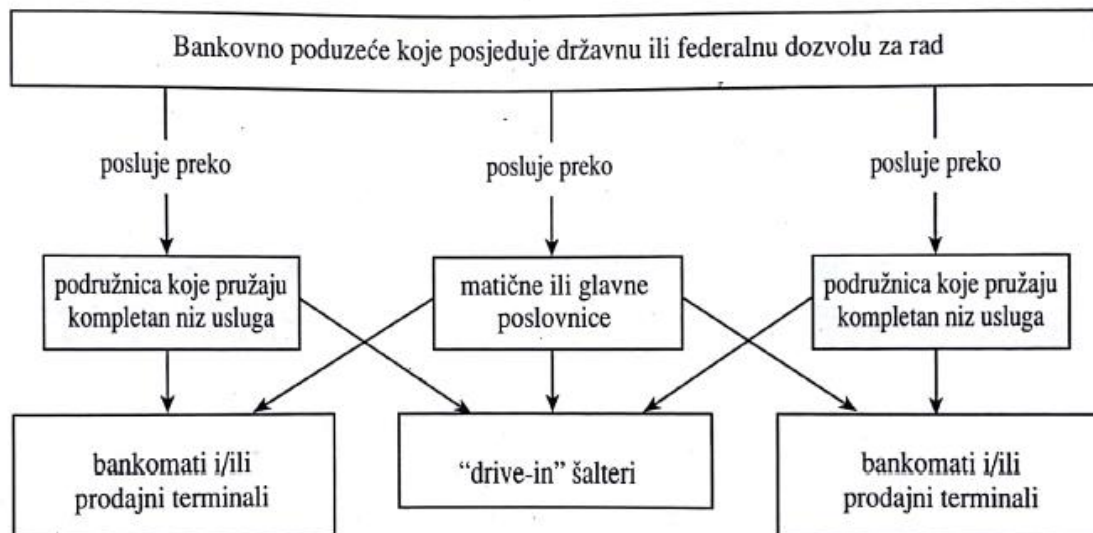 Bankovno poduzeće koje posjeduje državnu ili federalnu dozvolu za rad
posluje preko
posluje preko
posluje preko
podružnica koje pružaju
kompletan niz usluga
matične ili glavne
poslovnice
podružnica koje pružaju
kompletan niz usluga
bankomati i/ili
prodajni terminali
“drive-in” šalteri
bankomati i/ili
prodajni terminali